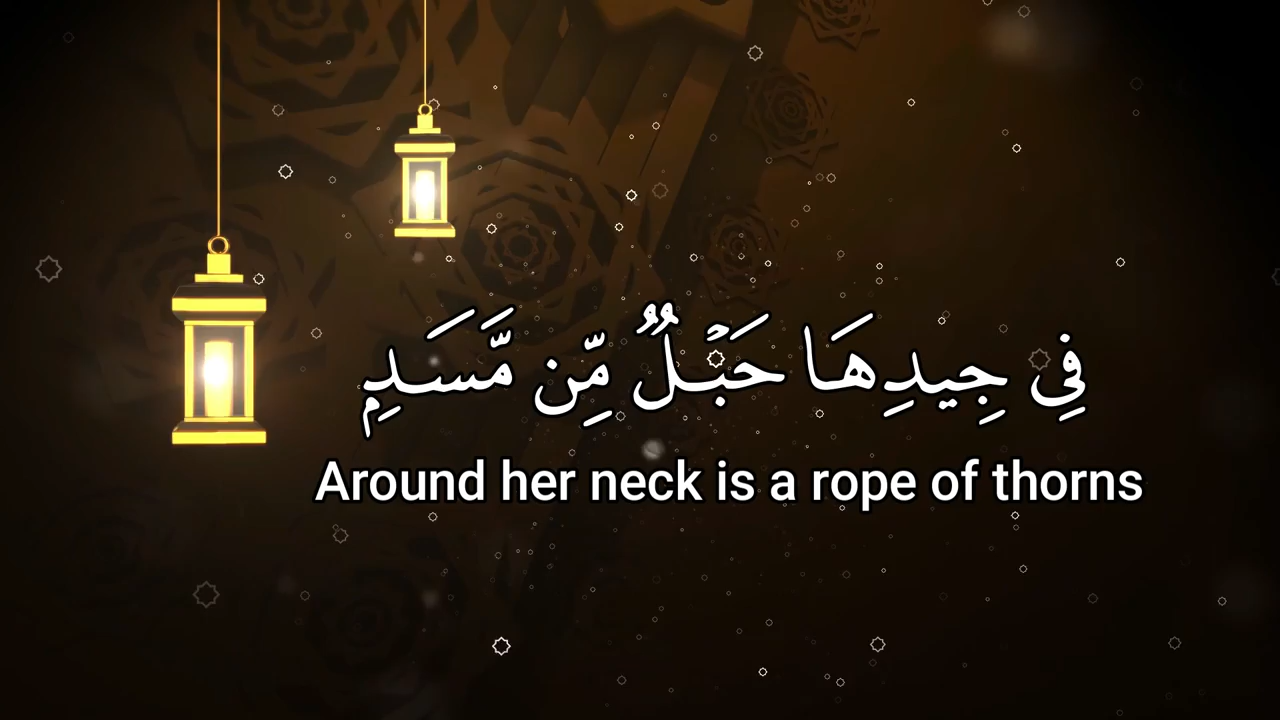 فِى جِيدِهَا حَبْلٌ مِّن مَّسَدٍۭ
Around her neck is a rope of thorns